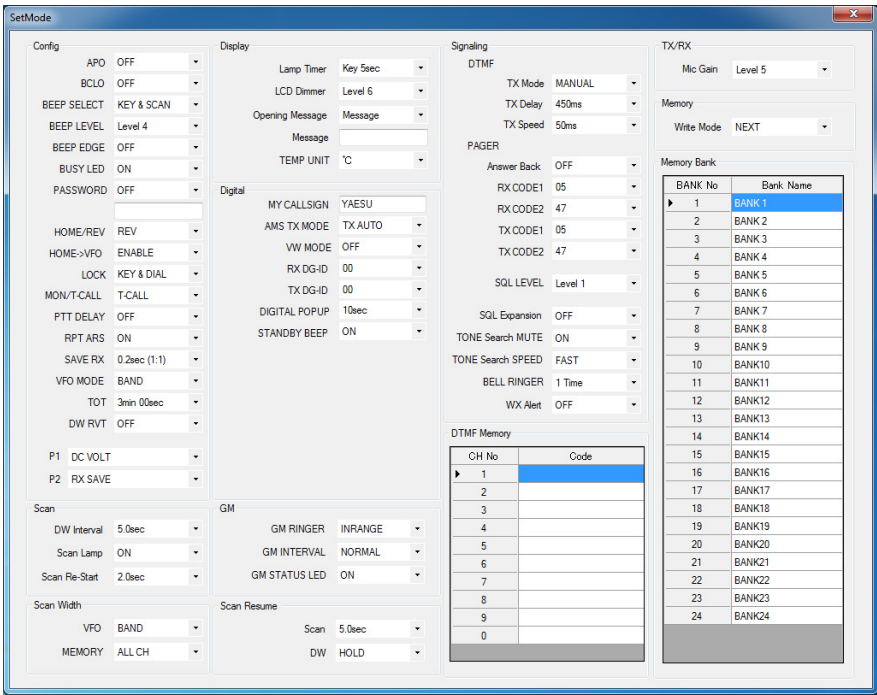 SetMode
Config
APO OFF
BCLO OFF
BEEP SELECT KEY & SCAN
BEEP LEVEL Level 4
BEEP EDGE OFF
BUSY LED ON
PASSWORD OFF
HOME/REV REV
HOME->VFO ENABLE
LOCK KEY & DIAL
MON/T-CALL T-CALL
PTT DELAY OFF
RPT ARS ON
SAVE RX 0.2sec (1:1)
VFO MODE BAND
TOT 3min 00sec
DW RVT OFF
P1 DC VOLT
P2 RX SAVE
Scan
DW Interval 5.0sec
Scan Lamp ON
Scan Re-Start 2.0sec
Scan Width
VFO BAND
MEMORY ALL CH
Display
Lamp Timer Key 5sec
LCD Dimmer Level 6
Opening Message Message
Message
TEMP UNIT ℃
Digital
MY CALLSIGN YAESU
AMS TX MODE TX AUTO
VW MODE OFF
RX DG-ID 00
TX DG-ID 00
DIGITAL POPUP 10sec
STANDBY BEEP ON
GM
GM RINGER INRANGE
GM INTERVAL NORMAL
GM STATUS LED ON
Scan Resume
Scan 5.0sec
DW HOLD
Signaling
DTMF
TX Mode MANUAL
TX Delay 450ms
TX Speed 50ms
PAGER
Answer Back OFF
RX CODE1 05
RX CODE2 47
TX CODE1 05
TX CODE2 47
SQL LEVEL Level 1
SQL Expansion OFF
TONE Search MUTE ON
TONE Search SPEED FAST
BELL RINGER 1 Time
WX Alert OFF
DTMF Memory
CH No Code
1
2
3
4
5
6
7
8
9
0
TX/RX
Mic Gain Level 5
Memory
Write Mode NEXT
Memory Bank
BANK No Bank Name
1 BANK 1
2 BANK 2
3 BANK 3
4 BANK 4
5 BANK 5
6 BANK 6
7 BANK 7
8 BANK 8
9 BANK 9
10 BANK10
11 BANK11
12 BANK12
13 BANK13
14 BANK14
15 BANK15
16 BANK16
17 BANK17
18 BANK18
19 BANK19
20 BANK20
21 BANK21
22 BANK22
23 BANK23
24 BANK24